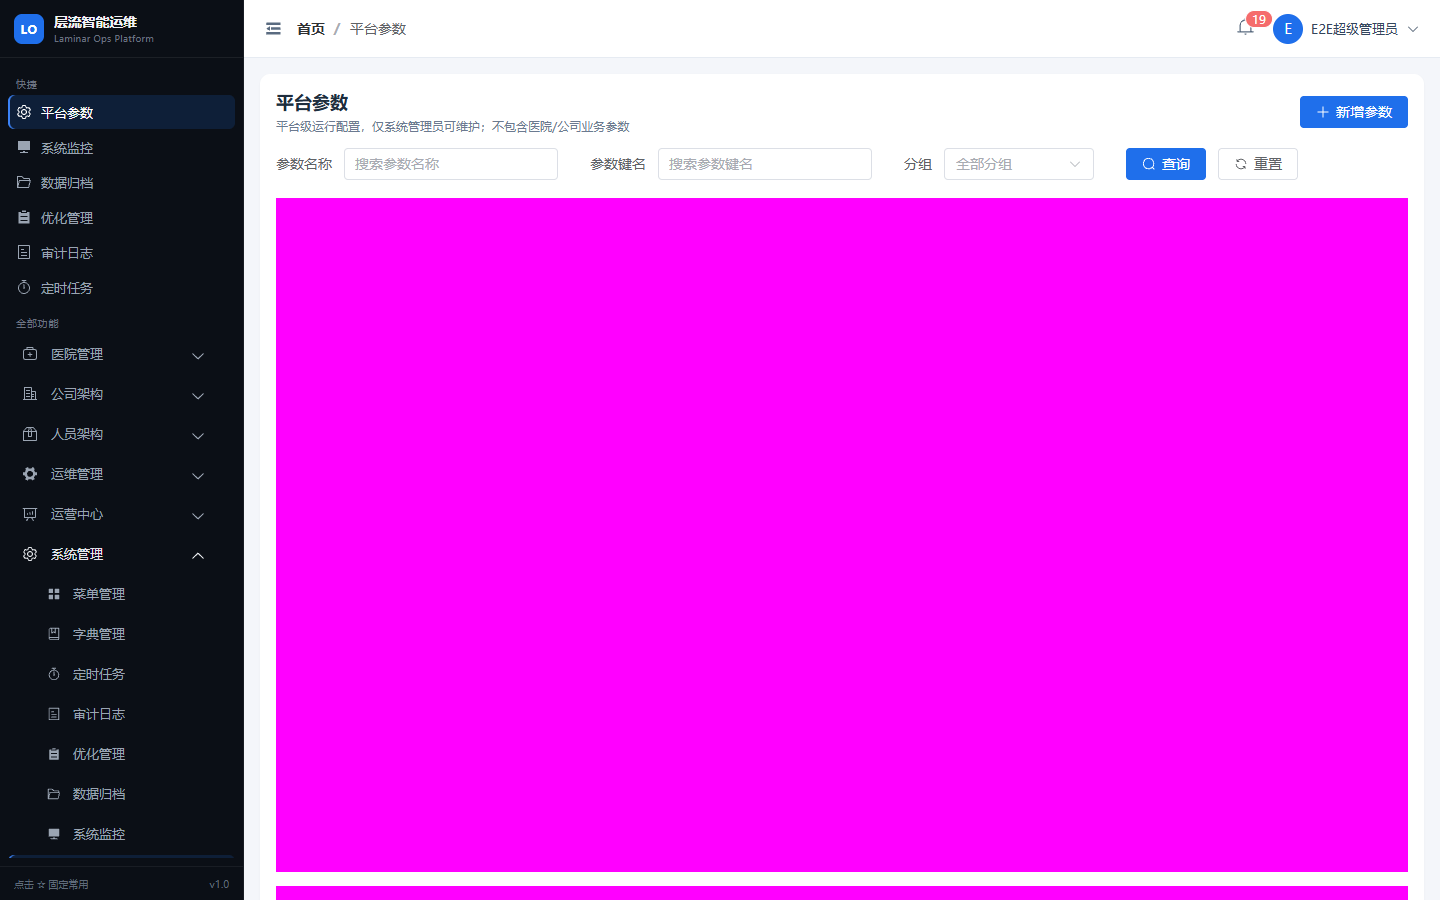 LO
层流智能运维
Laminar Ops Platform
快捷
平台参数
系统监控
数据归档
优化管理
审计日志
定时任务
全部功能
医院管理
公司架构
人员架构
运维管理
运营中心
系统管理
菜单管理
字典管理
定时任务
审计日志
优化管理
数据归档
系统监控
点击 ☆ 固定常用 v1.0
首页 / 平台参数
19
E E2E超级管理员
平台参数
平台级运行配置，仅系统管理员可维护；不包含医院/公司业务参数
新增参数
参数名称 搜索参数名称 参数键名 搜索参数键名 分组 全部分组 查询 重置